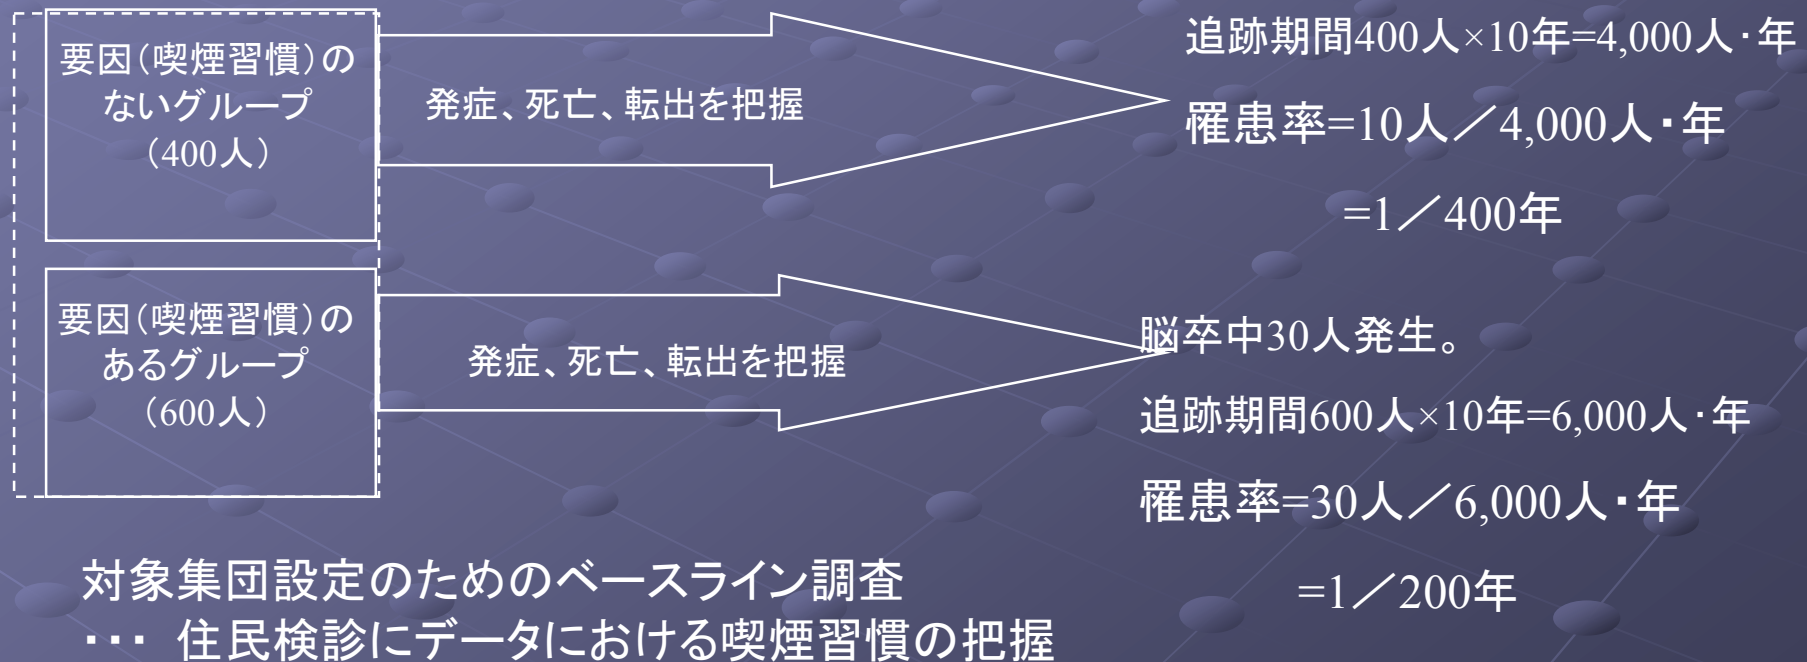 要因(喫煙習慣)の
ないグループ
(400人)
発症、死亡、転出を把握
追跡期間400人×10年=4,000人・年
罹患率=10人／4,000人・年
=1／400年
要因(喫煙習慣)の
あるグループ
(600人)
発症、死亡、転出を把握
脳卒中30人発生。
追跡期間600人×10年=6,000人・年
罹患率=30人／6,000人・年
=1／200年
対象集団設定のためのベースライン調査
・・・ 住民検診にデータにおける喫煙習慣の把握